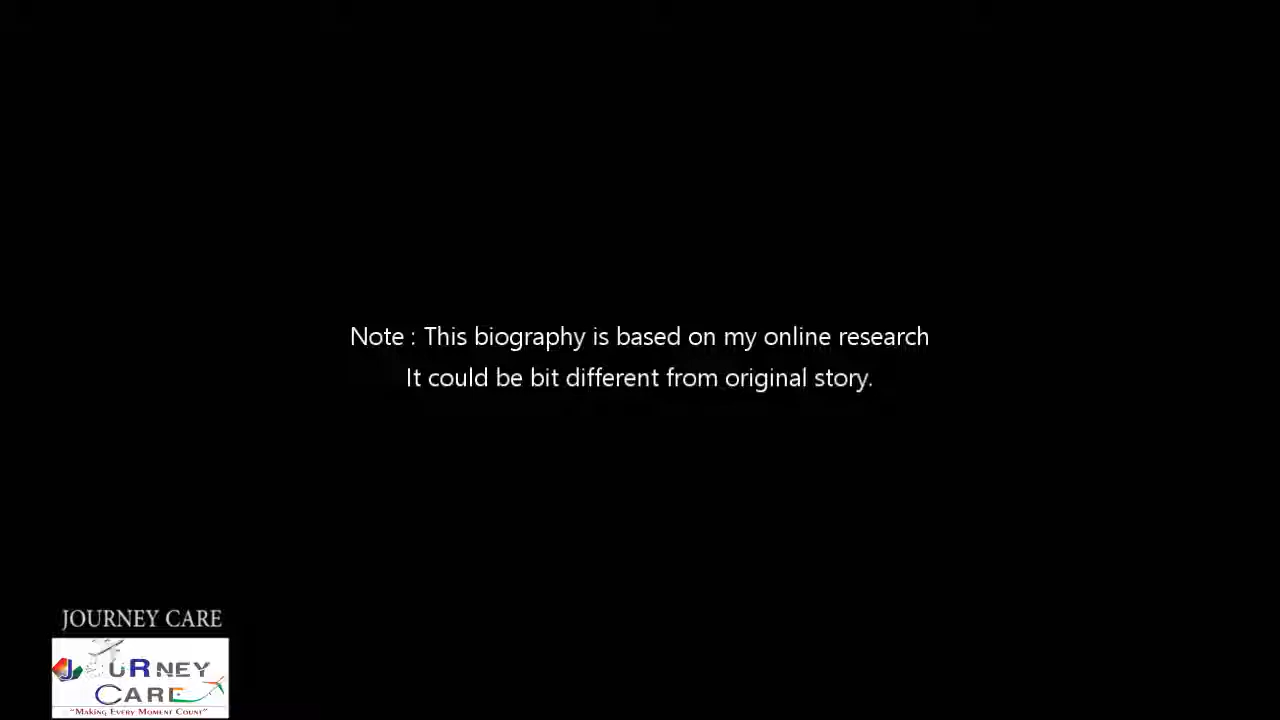 Note : This biography is based on my online research
It could be bit different from original story.
JOURNEY CARE
JOURNEY
CARE
"MAKING EVERY MOMENT COUNT"